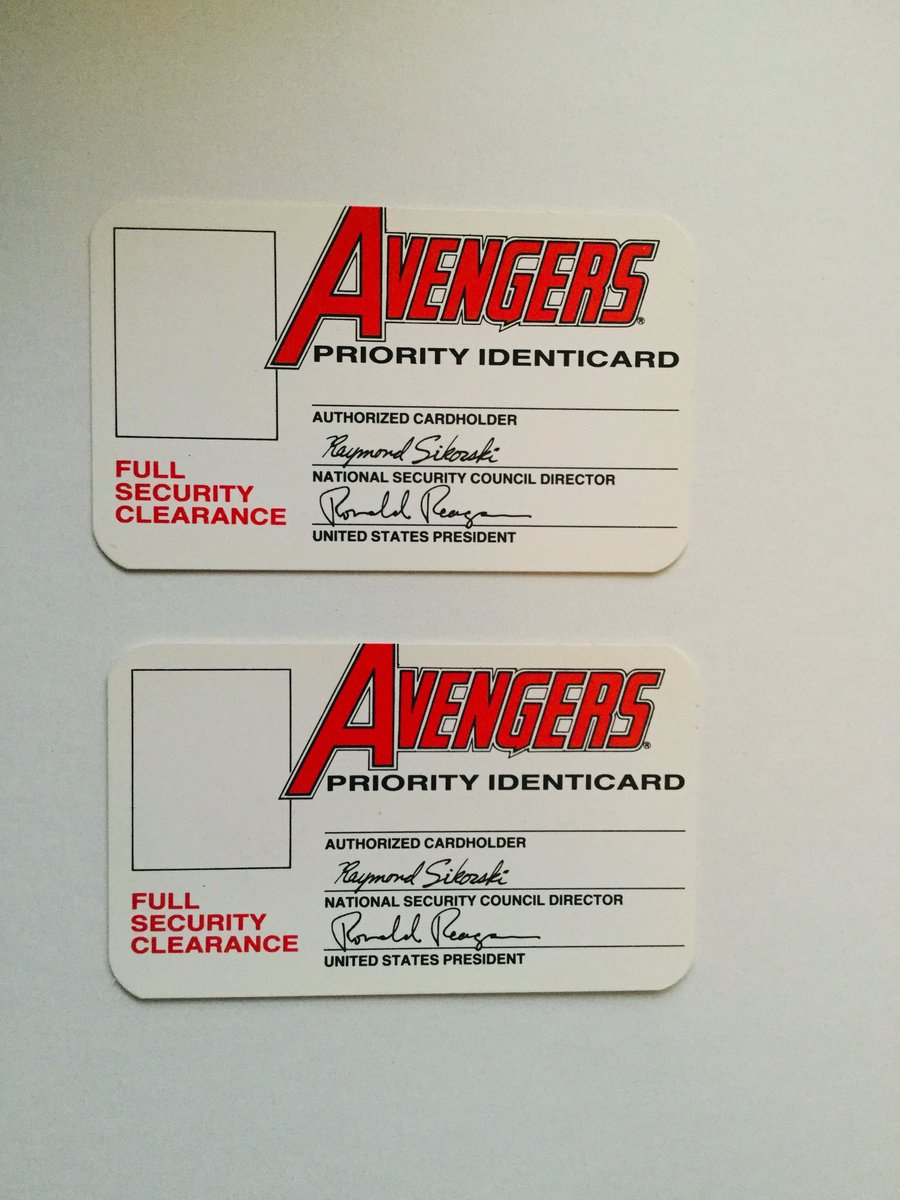 AVENGERS®
PRIORITY IDENTICARD
AUTHORIZED CARDHOLDER
Raymond Sikorski
NATIONAL SECURITY COUNCIL DIRECTOR
Ronald Reagan
UNITED STATES PRESIDENT
FULL
SECURITY
CLEARANCE
AVENGERS®
PRIORITY IDENTICARD
AUTHORIZED CARDHOLDER
Raymond Sikorski
NATIONAL SECURITY COUNCIL DIRECTOR
Ronald Reagan
UNITED STATES PRESIDENT
FULL
SECURITY
CLEARANCE